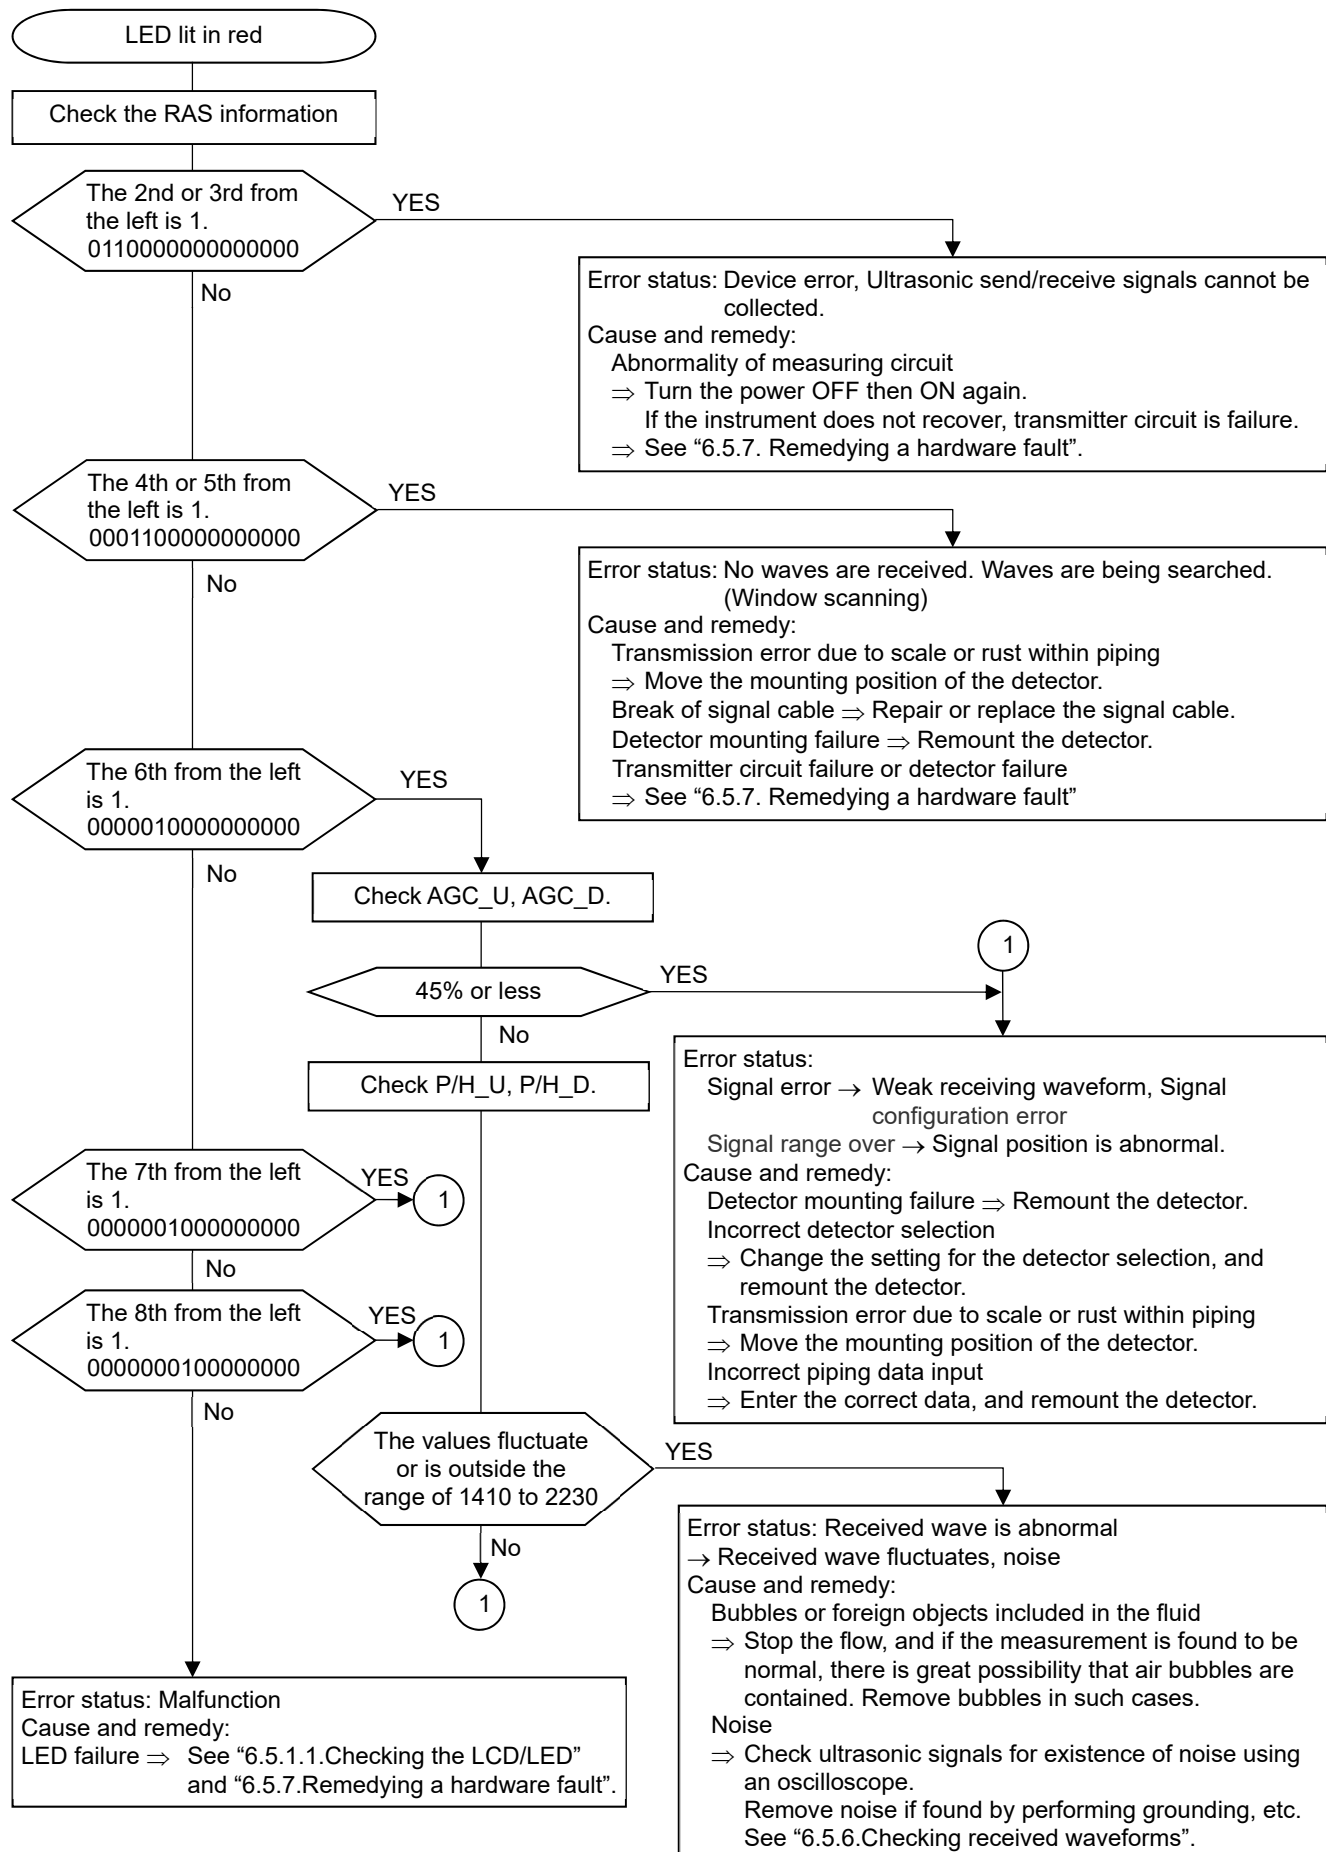 LED lit in red
Check the RAS information
The 2nd or 3rd from
the left is 1.
0110000000000000
YES
No
Error status: Device error, Ultrasonic send/receive signals cannot be
collected.
Cause and remedy:
Abnormality of measuring circuit
⇒ Turn the power OFF then ON again.
If the instrument does not recover, transmitter circuit is failure.
⇒ See “6.5.7. Remedying a hardware fault”.
The 4th or 5th from
the left is 1.
0001100000000000
YES
No
Error status: No waves are received. Waves are being searched.
(Window scanning)
Cause and remedy:
Transmission error due to scale or rust within piping
⇒ Move the mounting position of the detector.
Break of signal cable ⇒ Repair or replace the signal cable.
Detector mounting failure ⇒ Remount the detector.
Transmitter circuit failure or detector failure
⇒ See “6.5.7. Remedying a hardware fault”
The 6th from the left
is 1.
0000010000000000
YES
No
Check AGC_U, AGC_D.
45% or less
YES
No
1
Check P/H_U, P/H_D.
Error status:
Signal error → Weak receiving waveform, Signal
configuration error
Signal range over → Signal position is abnormal.
Cause and remedy:
Detector mounting failure ⇒ Remount the detector.
Incorrect detector selection
⇒ Change the setting for the detector selection, and
remount the detector.
Transmission error due to scale or rust within piping
⇒ Move the mounting position of the detector.
Incorrect piping data input
⇒ Enter the correct data, and remount the detector.
The 7th from the left
is 1.
0000001000000000
YES
1
No
The 8th from the left
is 1.
0000000100000000
YES
1
No
The values fluctuate
or is outside the
range of 1410 to 2230
YES
No
1
Error status: Received wave is abnormal
→ Received wave fluctuates, noise
Cause and remedy:
Bubbles or foreign objects included in the fluid
⇒ Stop the flow, and if the measurement is found to be
normal, there is great possibility that air bubbles are
contained. Remove bubbles in such cases.
Noise
⇒ Check ultrasonic signals for existence of noise using
an oscilloscope.
Remove noise if found by performing grounding, etc.
See “6.5.6.Checking received waveforms”.
Error status: Malfunction
Cause and remedy:
LED failure ⇒ See “6.5.1.1.Checking the LCD/LED”
and “6.5.7.Remedying a hardware fault”.